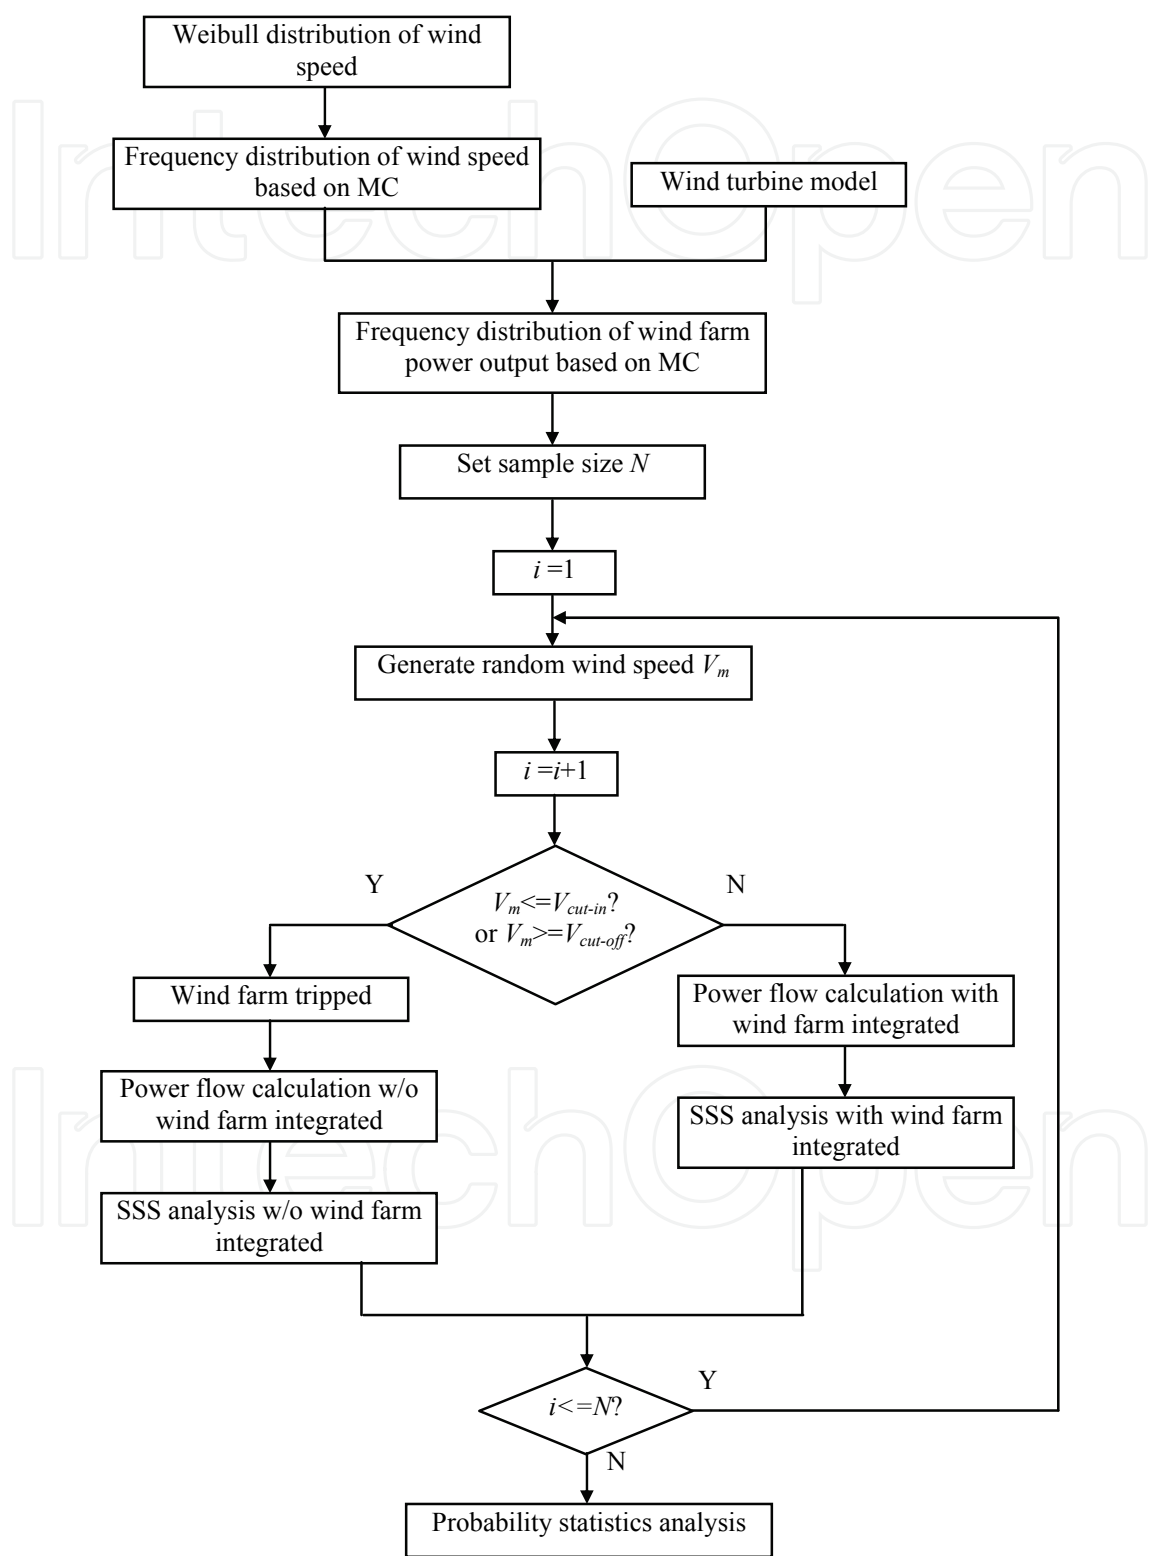 Weibull distribution of wind
speed
Frequency distribution of wind speed
based on MC
Wind turbine model
Frequency distribution of wind farm
power output based on MC
Set sample size N
i =1
Generate random wind speed Vm
i =i+1
Y
N
Vm<=Vcut-in?
or Vm>=Vcut-off?
Wind farm tripped
Power flow calculation with
wind farm integrated
Power flow calculation w/o
wind farm integrated
SSS analysis with wind farm
integrated
SSS analysis w/o wind farm
integrated
i<=N?
Y
N
Probability statistics analysis
IntechOpen
IntechOpen